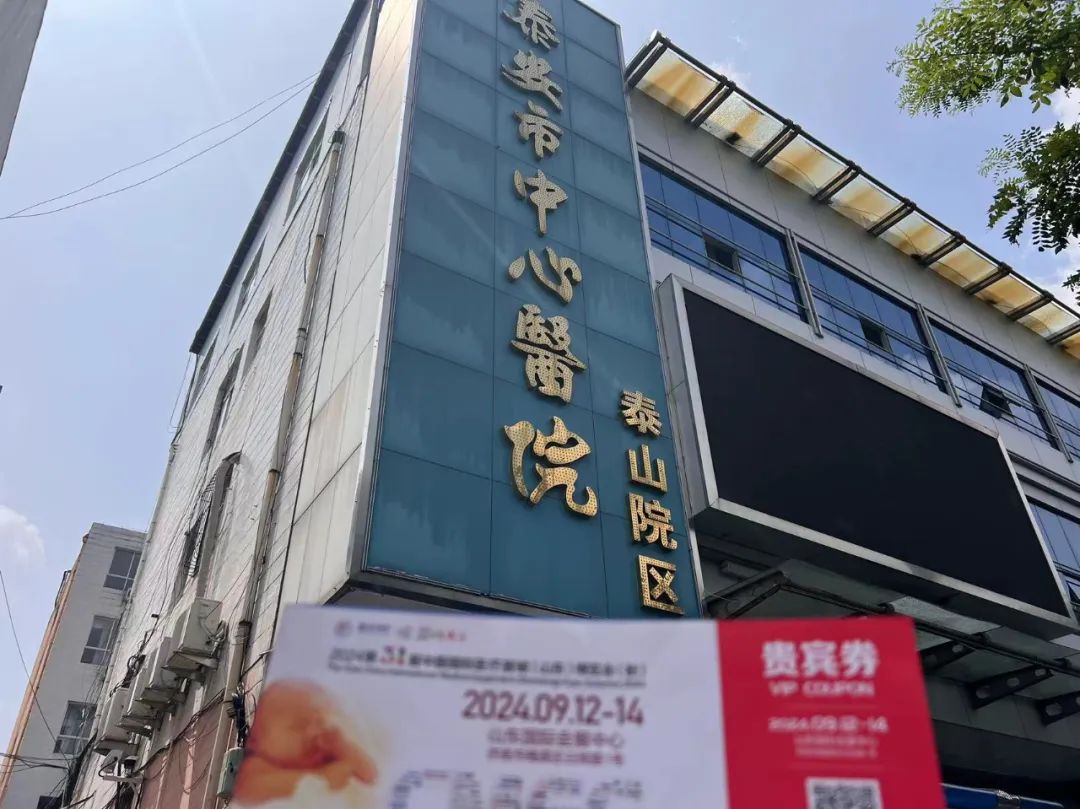 泰安市中心醫院
泰山院区
2024第31届中国国际医疗器械(山东)博览会(秋)
2024.09.12-14
山东国际会展中心
贵宾券
VIP COUPON
2024.09.12-14